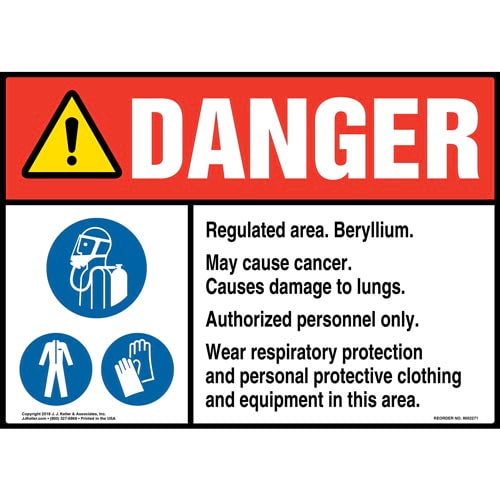 DANGER
Regulated area. Beryllium.
May cause cancer.
Causes damage to lungs.
Authorized personnel only.
Wear respiratory protection
and personal protective clothing
and equipment in this area.
Copyright 2018 J. J. Keller & Associates, Inc.
JJKeller.com • (800) 327-6868 • Printed in the USA
REORDER NO.